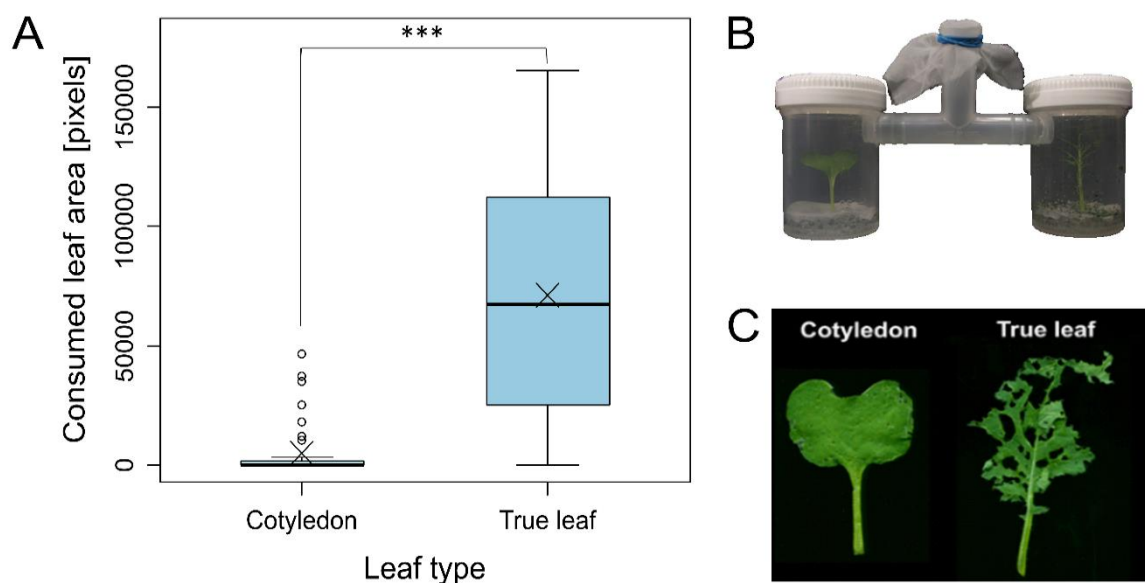 A
***
Consumed leaf area [pixels]
150000
100000
50000
0
Cotyledon
True leaf
Leaf type
B
C
Cotyledon
True leaf